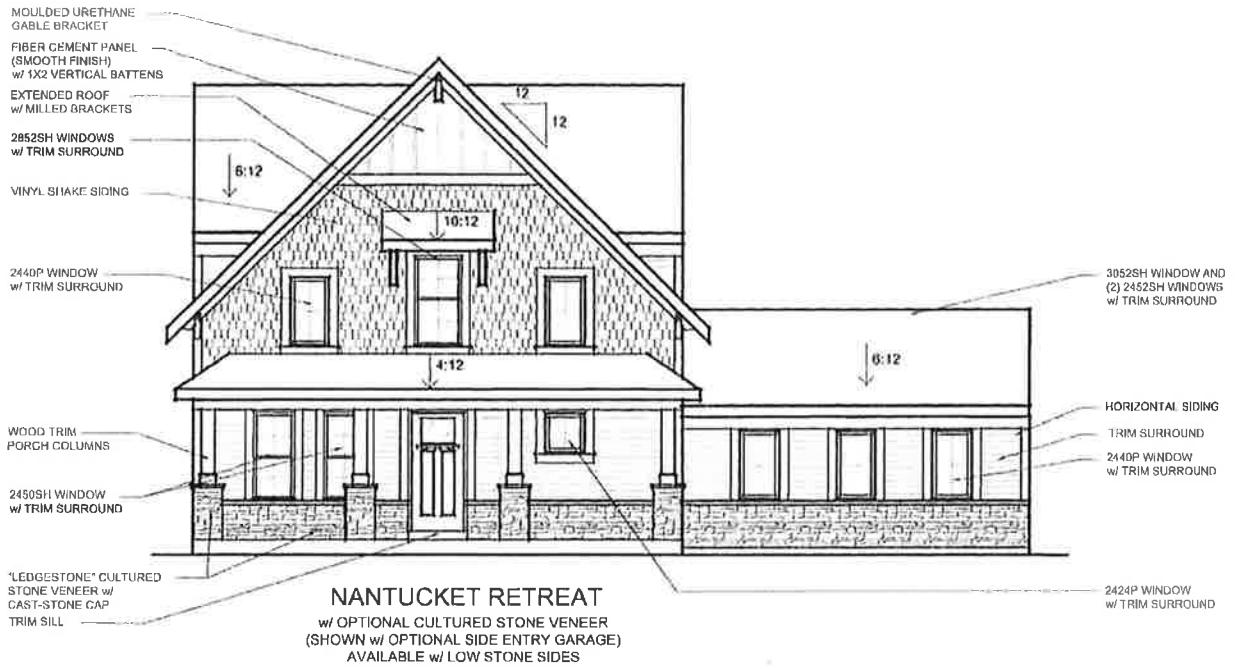 MOULDED URETHANE
GABLE BRACKET
FIBER CEMENT PANEL
(SMOOTH FINISH)
w/ 1X2 VERTICAL BATTENS
EXTENDED ROOF
w/ MILLED BRACKETS
2852SH WINDOWS
w/ TRIM SURROUND
VINYL SHAKE SIDING
2440P WINDOW
w/ TRIM SURROUND
WOOD TRIM
PORCH COLUMNS
2450SH WINDOW
w/ TRIM SURROUND
"LEDGESTONE" CULTURED
STONE VENEER w/
CAST-STONE CAP
TRIM SILL
12
12
6:12
10:12
4:12
6:12
3052SH WINDOW AND
(2) 2452SH WINDOWS
w/ TRIM SURROUND
HORIZONTAL SIDING
TRIM SURROUND
2440P WINDOW
w/ TRIM SURROUND
2424P WINDOW
w/ TRIM SURROUND
NANTUCKET RETREAT
w/ OPTIONAL CULTURED STONE VENEER
(SHOWN w/ OPTIONAL SIDE ENTRY GARAGE)
AVAILABLE w/ LOW STONE SIDES